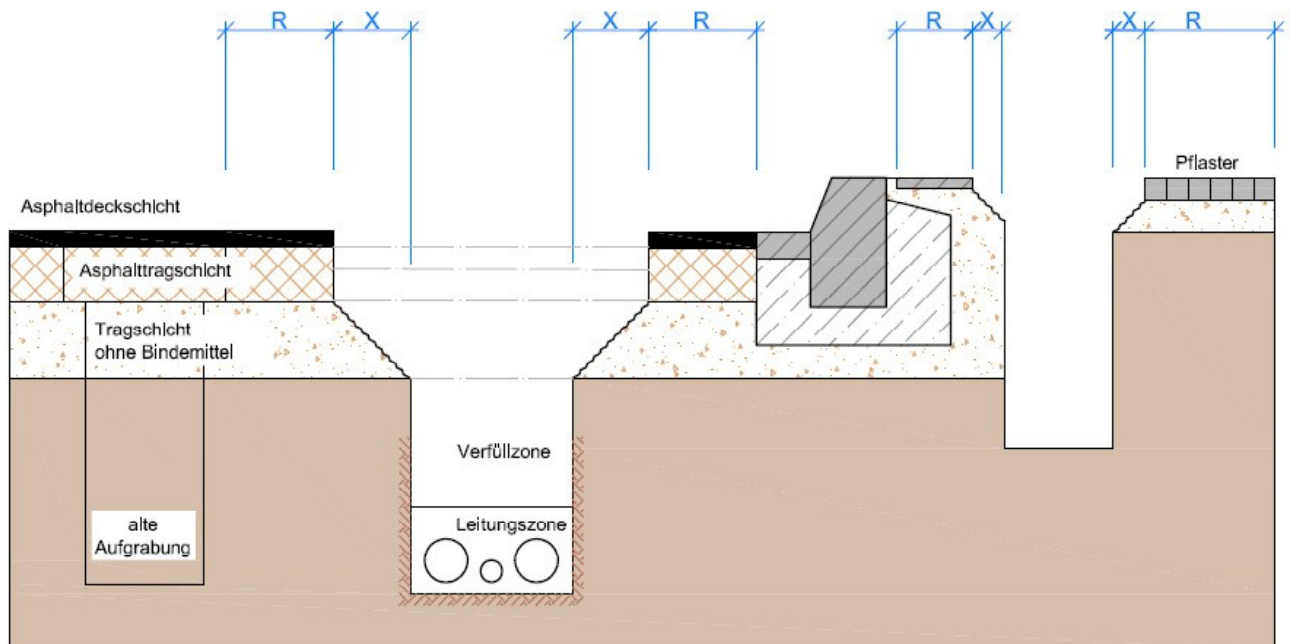 R
X
X
R
R
X
X
R
Pflaster
Asphaltdeckschicht
Asphalttragschicht
Tragschicht
ohne Bindemittel
Verfüllzone
Leitungszone
alte
Aufgrabung